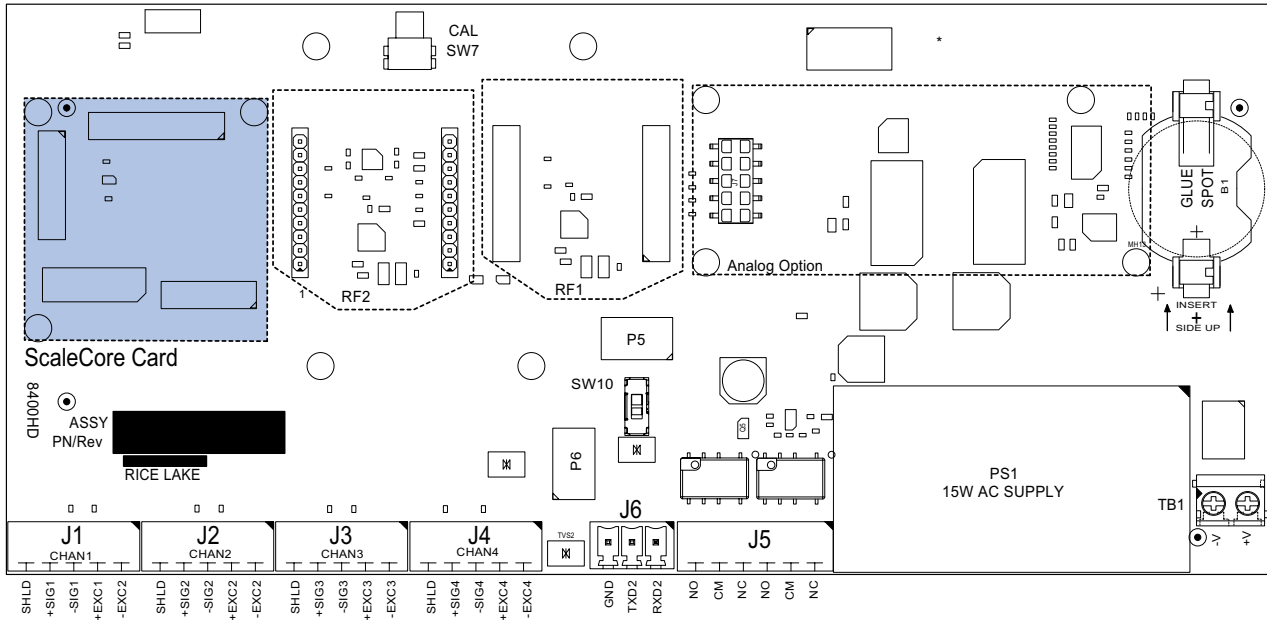 CAL
SW7
*
GLUE
SPOT
B1
J7
MH13
Analog Option
RF2
1
RF1
+
+
INSERT
+
SIDE UP
P5
ScaleCore Card
SW10
8400HD
ASSY
PN/Rev
RICE LAKE
Q5
P6
PS1
15W AC SUPPLY
TB1
-V
+V
J1
CHAN1
J2
CHAN2
J3
CHAN3
J4
CHAN4
TVS2
J6
J5
SHLD
+SIG1
-SIG1
+EXC1
-EXC2
SHLD
+SIG2
-SIG2
+EXC2
-EXC2
SHLD
+SIG3
-SIG3
+EXC3
-EXC3
SHLD
+SIG4
-SIG4
+EXC4
-EXC4
GND
TXD2
RXD2
NO
CM
NC
NO
CM
NC